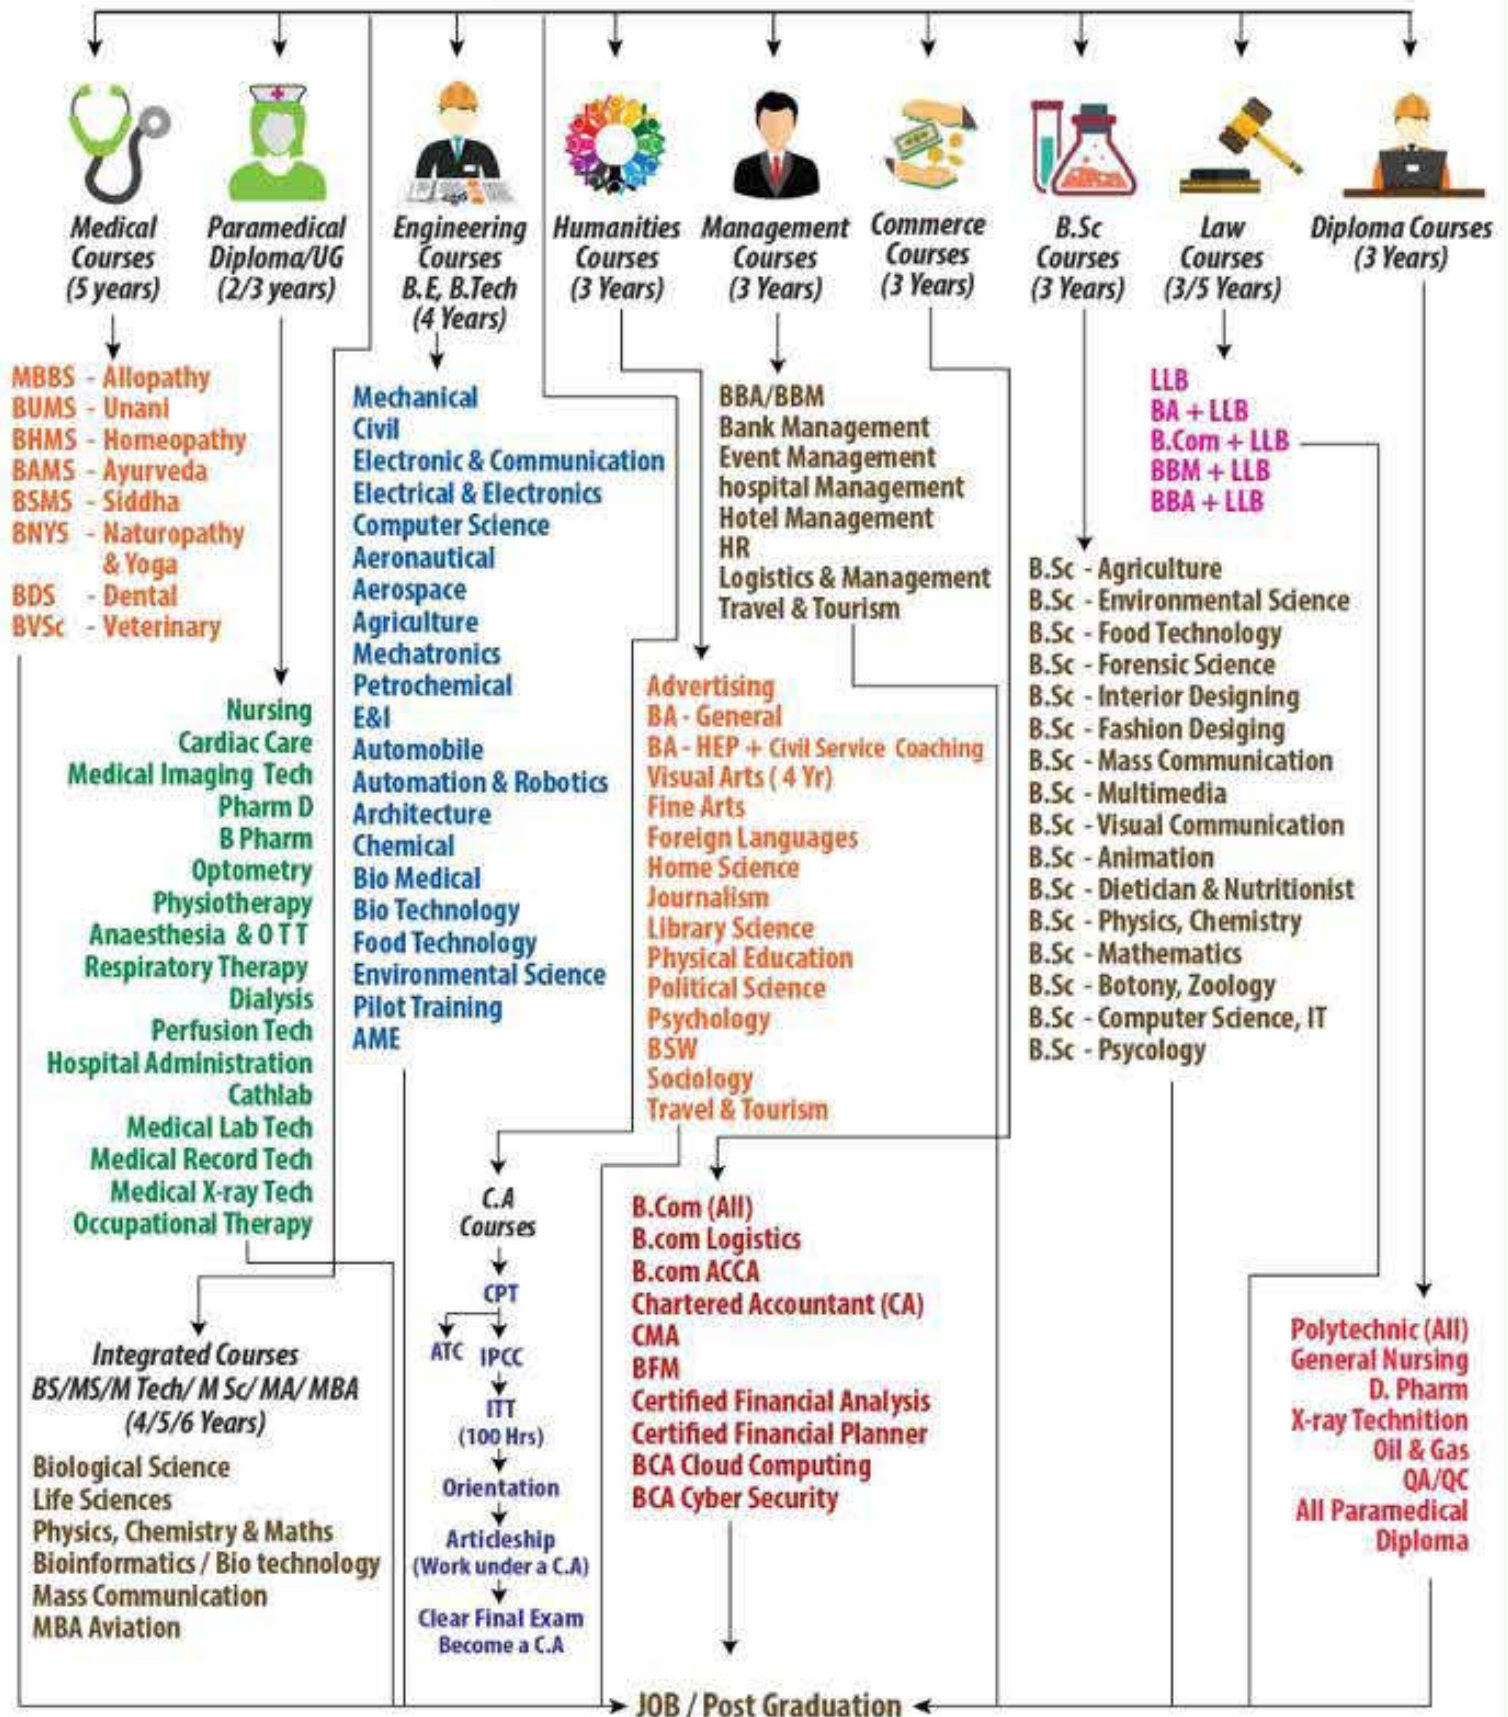 Medical
Courses
(5 years)
Paramedical
Diploma/UG
(2/3 years)
Engineering
Courses
B.E, B.Tech
(4 Years)
Humanities
Courses
(3 Years)
Management
Courses
(3 Years)
Commerce
Courses
(3 Years)
B.Sc
Courses
(3 Years)
Law
Courses
(3/5 Years)
Diploma Courses
(3 Years)
MBBS - Allopathy
BUMS - Unani
BHMS - Homeopathy
BAMS - Ayurveda
BSMS - Siddha
BNYS - Naturopathy
& Yoga
BDS - Dental
BVSc - Veterinary
Nursing
Cardiac Care
Medical Imaging Tech
Pharm D
B Pharm
Optometry
Physiotherapy
Anaesthesia & O T T
Respiratory Therapy
Dialysis
Perfusion Tech
Hospital Administration
Cathlab
Medical Lab Tech
Medical Record Tech
Medical X-ray Tech
Occupational Therapy
Integrated Courses
BS/MS/M Tech/ M Sc/ MA/ MBA
(4/5/6 Years)
Biological Science
Life Sciences
Physics, Chemistry & Maths
Bioinformatics / Bio technology
Mass Communication
MBA Aviation
Mechanical
Civil
Electronic & Communication
Electrical & Electronics
Computer Science
Aeronautical
Aerospace
Agriculture
Mechatronics
Petrochemical
E&I
Automobile
Automation & Robotics
Architecture
Chemical
Bio Medical
Bio Technology
Food Technology
Environmental Science
Pilot Training
AME
C.A
Courses
CPT
ATC IPCC
ITT
(100 Hrs)
Orientation
Articleship
(Work under a C.A)
Clear Final Exam
Become a C.A
BBA/BBM
Bank Management
Event Management
hospital Management
Hotel Management
HR
Logistics & Management
Travel & Tourism
Advertising
BA - General
BA - HEP + Civil Service Coaching
Visual Arts ( 4 Yr)
Fine Arts
Foreign Languages
Home Science
Journalism
Library Science
Physical Education
Political Science
Psychology
BSW
Sociology
Travel & Tourism
B.Com (All)
B.com Logistics
B.com ACCA
Chartered Accountant (CA)
CMA
BFM
Certified Financial Analysis
Certified Financial Planner
BCA Cloud Computing
BCA Cyber Security
LLB
BA + LLB
B.Com + LLB
BBM + LLB
BBA + LLB
B.Sc - Agriculture
B.Sc - Environmental Science
B.Sc - Food Technology
B.Sc - Forensic Science
B.Sc - Interior Designing
B.Sc - Fashion Desiging
B.Sc - Mass Communication
B.Sc - Multimedia
B.Sc - Visual Communication
B.Sc - Animation
B.Sc - Dietician & Nutritionist
B.Sc - Physics, Chemistry
B.Sc - Mathematics
B.Sc - Botony, Zoology
B.Sc - Computer Science, IT
B.Sc - Psycology
Polytechnic (All)
General Nursing
D. Pharm
X-ray Technition
Oil & Gas
QA/QC
All Paramedical
Diploma
JOB / Post Graduation